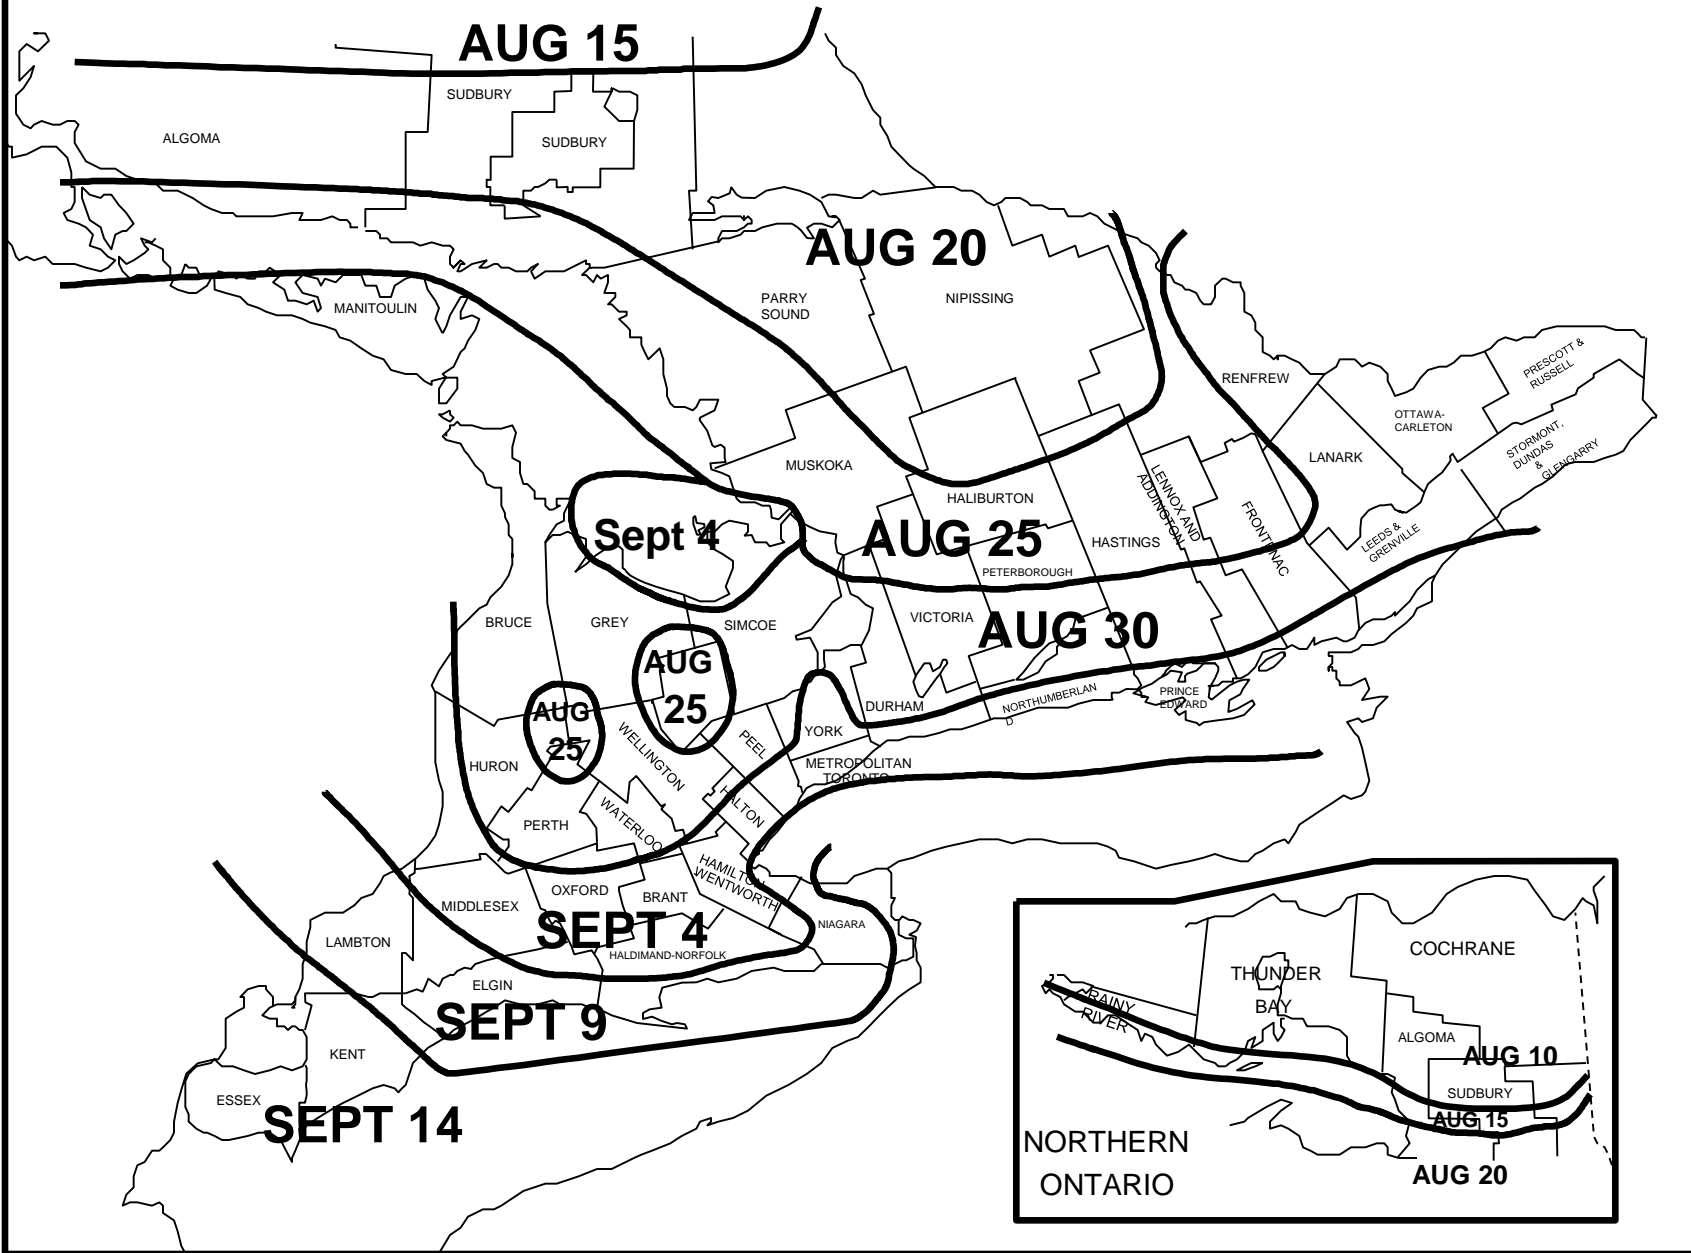 AUG 15
SUDBURY
ALGOMA
SUDBURY
AUG 20
PARRY
SOUND
NIPISSING
MANITOULIN
RENFREW
PRESCOTT &
RUSSELL
OTTAWA-
CARLETON
STORMONT,
DUNDAS
& GLENGARRY
LANARK
MUSKOKA
HALIBURTON
LENNOX AND
ADDINGTON
FRONTENAC
Sept 4
AUG 25
HASTINGS
LEEDS &
GRENVILLE
PETERBOROUGH
BRUCE
GREY
SIMCOE
VICTORIA
AUG 30
AUG
25
AUG
25
DURHAM
NORTHUMBERLAN
D
PRINCE
EDWARD
WELLINGTON
PEEL
YORK
HURON
METROPOLITAN
TORONTO
HALTON
PERTH
WATERLOO
HAMILTON
WENTWORTH
OXFORD
BRANT
MIDDLESEX
SEPT 4
NIAGARA
LAMBTON
HALDIMAND-NORFOLK
ELGIN
SEPT 9
KENT
ESSEX
SEPT 14
COCHRANE
THUNDER
BAY
RAINY
RIVER
ALGOMA
AUG 10
SUDBURY
AUG 15
NORTHERN
ONTARIO
AUG 20